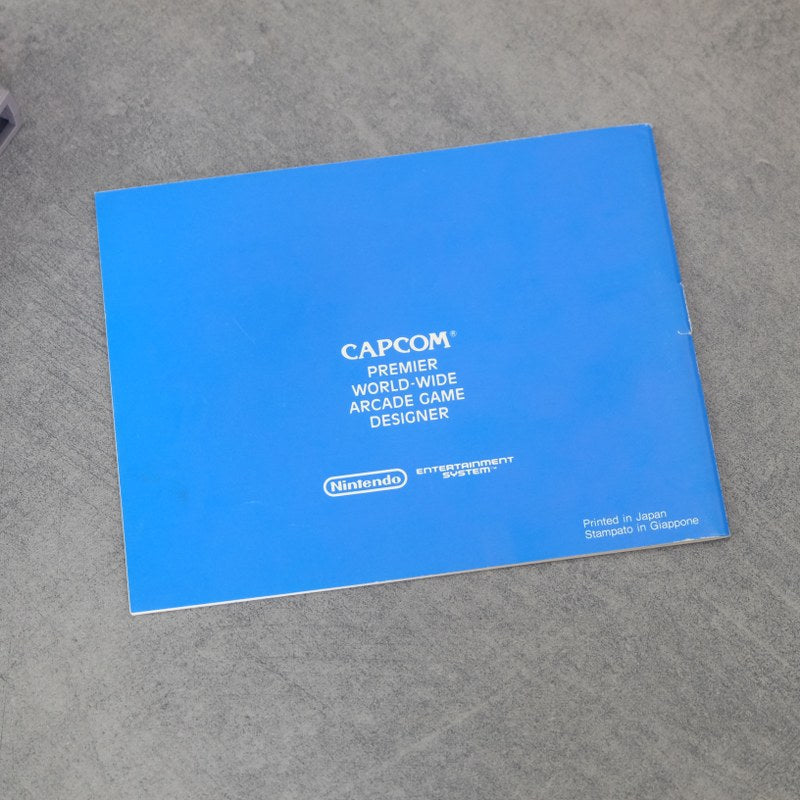 CAPCOM®
PREMIER
WORLD-WIDE
ARCADE GAME
DESIGNER
Nintendo ENTERTAINMENT
SYSTEM™
Printed in Japan
Stampato in Giappone